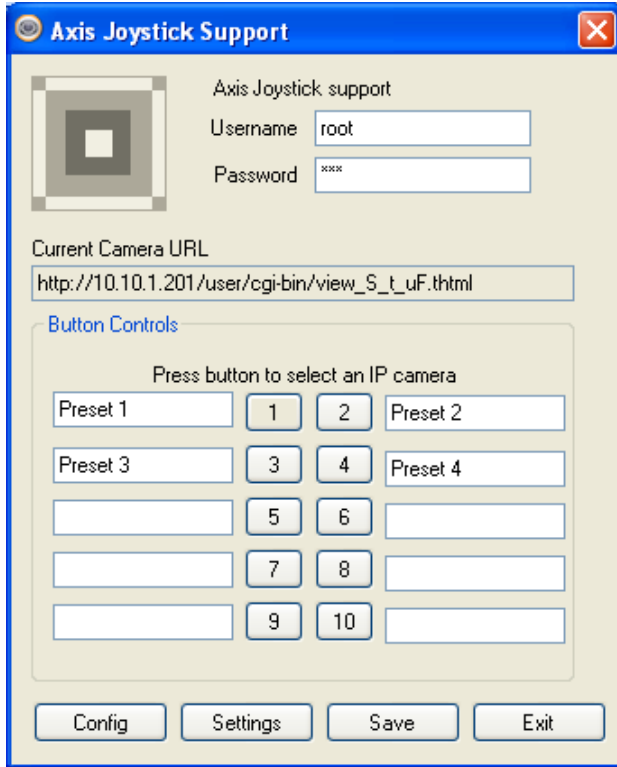 Axis Joystick Support
Axis Joystick support
Username root
Password ***
Current Camera URL
http://10.10.1.201/user/cgi-bin/view_S_t_uF.thtml
Button Controls
Press button to select an IP camera
Preset 1 1 2 Preset 2
Preset 3 3 4 Preset 4
5 6
7 8
9 10
Config Settings Save Exit